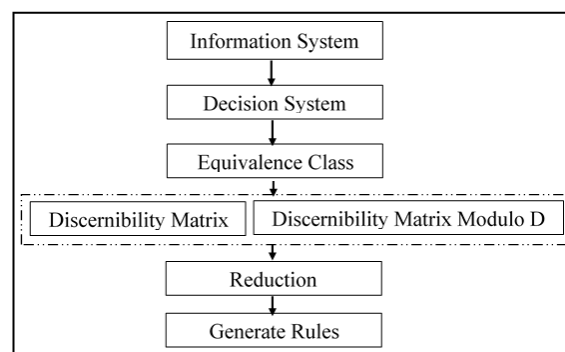 Information System
Decision System
Equivalence Class
Discernibility Matrix
Discernibility Matrix Modulo D
Reduction
Generate Rules